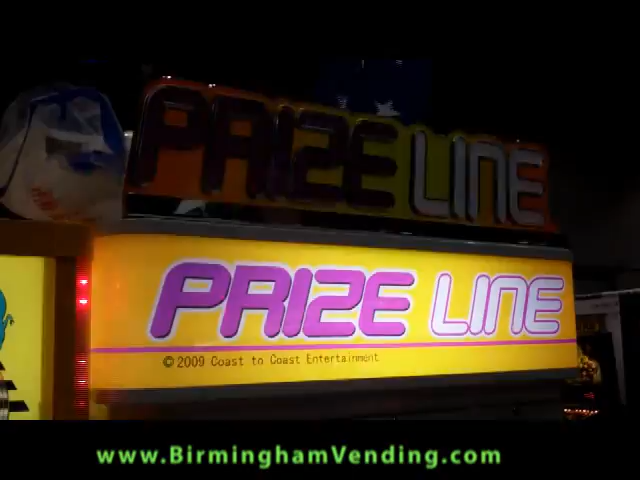 PRIZE LINE
PRIZE LINE
© 2009 Coast to Coast Entertainment
www.BirminghamVending.com